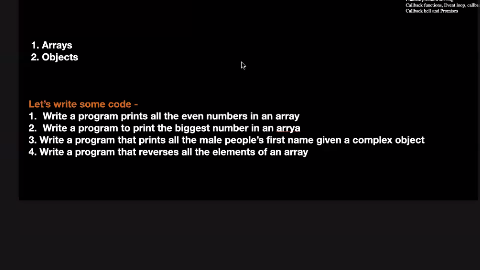 Callback functions, Event loop, callba
Callback hell and Promises
1. Arrays
2. Objects
Let's write some code -
1. Write a program prints all the even numbers in an array
2. Write a program to print the biggest number in an arrya
3. Write a program that prints all the male people's first name given a complex object
4. Write a program that reverses all the elements of an array